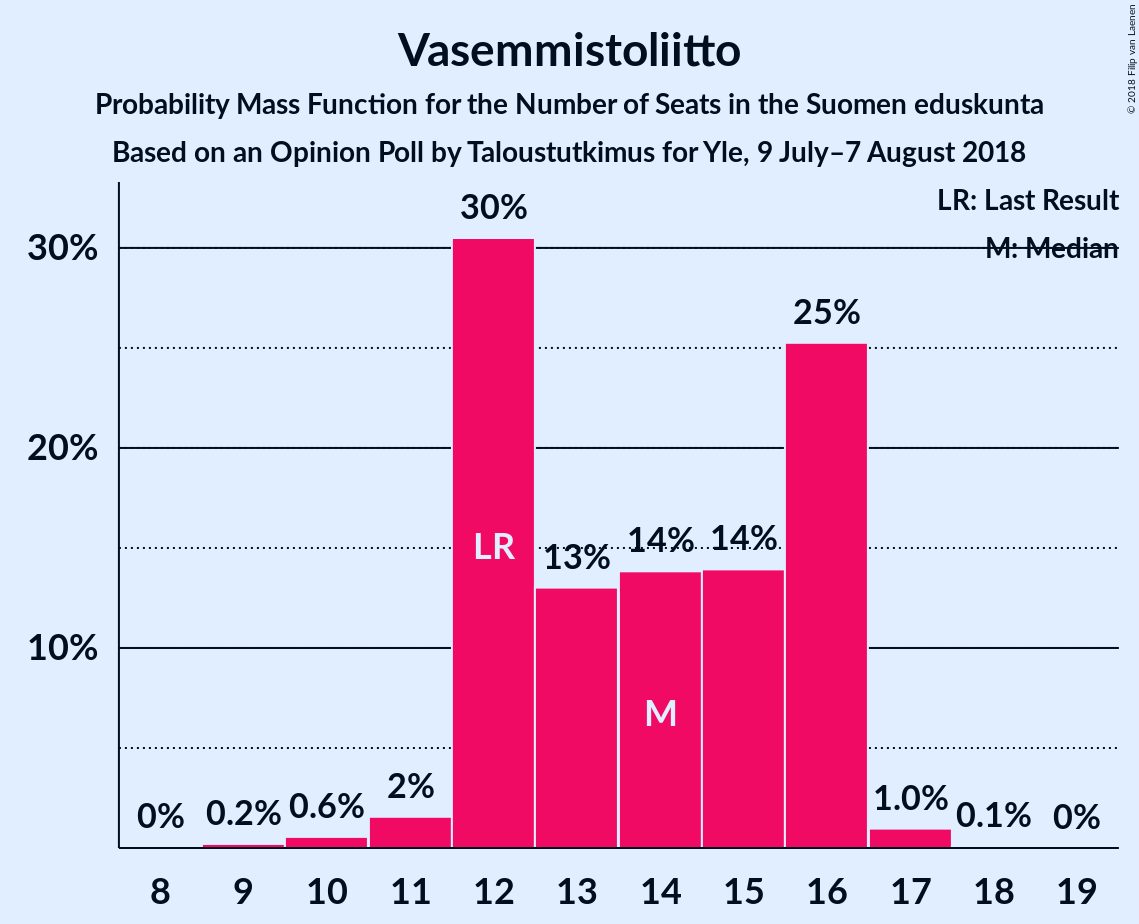 Vasemmistoliitto
Probability Mass Function for the Number of Seats in the Suomen eduskunta
Based on an Opinion Poll by Taloustutkimus for Yle, 9 July–7 August 2018
© 2018 Filip van Laenen
LR: Last Result
M: Median
30%
20%
10%
0%
0.2%
0.6%
2%
30%
13%
14%
14%
25%
1.0%
0.1%
0%
LR
M
8 9 10 11 12 13 14 15 16 17 18 19